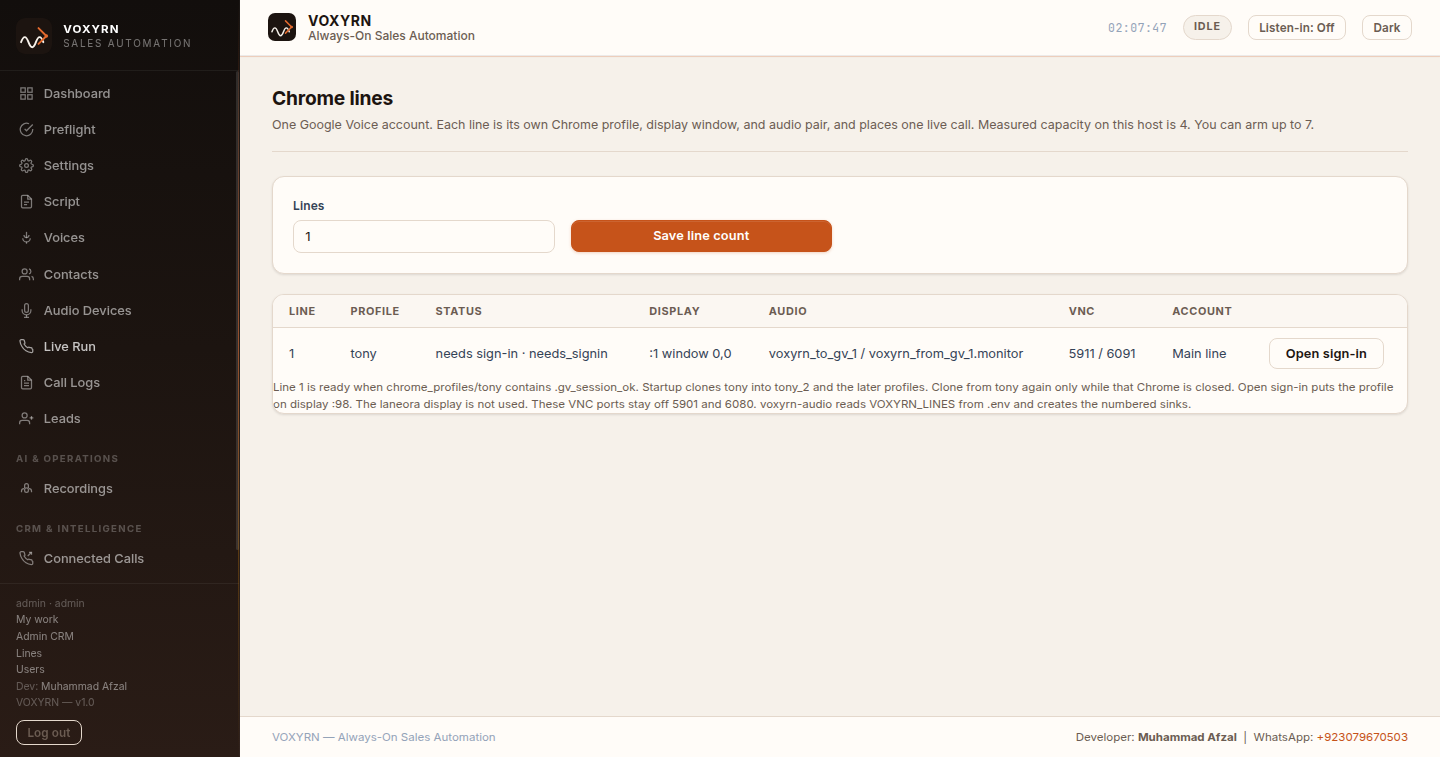 VOXYRN
SALES AUTOMATION
Dashboard
Preflight
Settings
Script
Voices
Contacts
Audio Devices
Live Run
Call Logs
Leads
AI & OPERATIONS
Recordings
CRM & INTELLIGENCE
Connected Calls
admin · admin
My work
Admin CRM
Lines
Users
Dev: Muhammad Afzal
VOXYRN — v1.0
Log out
VOXYRN
Always-On Sales Automation
02:07:47
IDLE
Listen-in: Off
Dark
Chrome lines
One Google Voice account. Each line is its own Chrome profile, display window, and audio pair, and places one live call. Measured capacity on this host is 4. You can arm up to 7.
Lines
1
Save line count
LINE PROFILE STATUS DISPLAY AUDIO VNC ACCOUNT
1 tony needs sign-in · needs_signin :1 window 0,0 voxyrn_to_gv_1 / voxyrn_from_gv_1.monitor 5911 / 6091 Main line Open sign-in
Line 1 is ready when chrome_profiles/tony contains .gv_session_ok. Startup clones tony into tony_2 and the later profiles. Clone from tony again only while that Chrome is closed. Open sign-in puts the profile
on display :98. The laneora display is not used. These VNC ports stay off 5901 and 6080. voxyrn-audio reads VOXYRN_LINES from .env and creates the numbered sinks.
VOXYRN — Always-On Sales Automation
Developer: Muhammad Afzal | WhatsApp: +923079670503